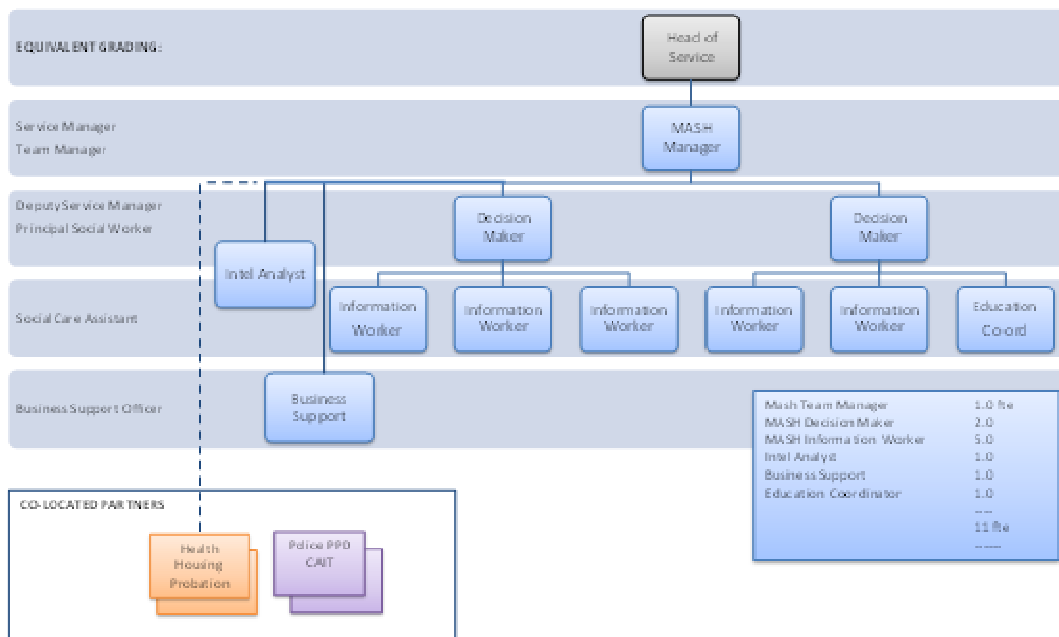 EQUIVALENT GRADING:
Head of
Service
Service Manager
Team Manager
MASH
Manager
Deputy Service Manager
Principal Social Worker
Decision
Maker
Decision
Maker
Intel Analyst
Social Care Assistant
Information
Worker
Information
Worker
Information
Worker
Information
Worker
Information
Worker
Education
Co-ord
Business Support Officer
Business
Support
Mash Team Manager 1.0 fte
MASH Decision Maker 2.0
MASH Information Worker 5.0
Intel Analyst 1.0
Business Support 1.0
Education Coordinator 1.0
----
11 fte
-----
CO-LOCATED PARTNERS
Health
Housing
Probation
Police PPD
CAIT